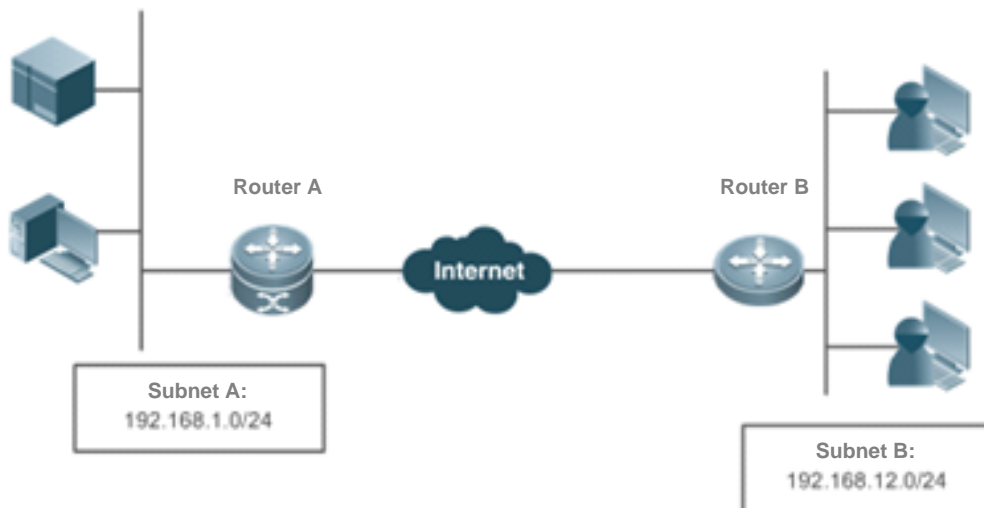 Router A
Router B
Internet
Subnet A:
192.168.1.0/24
Subnet B:
192.168.12.0/24